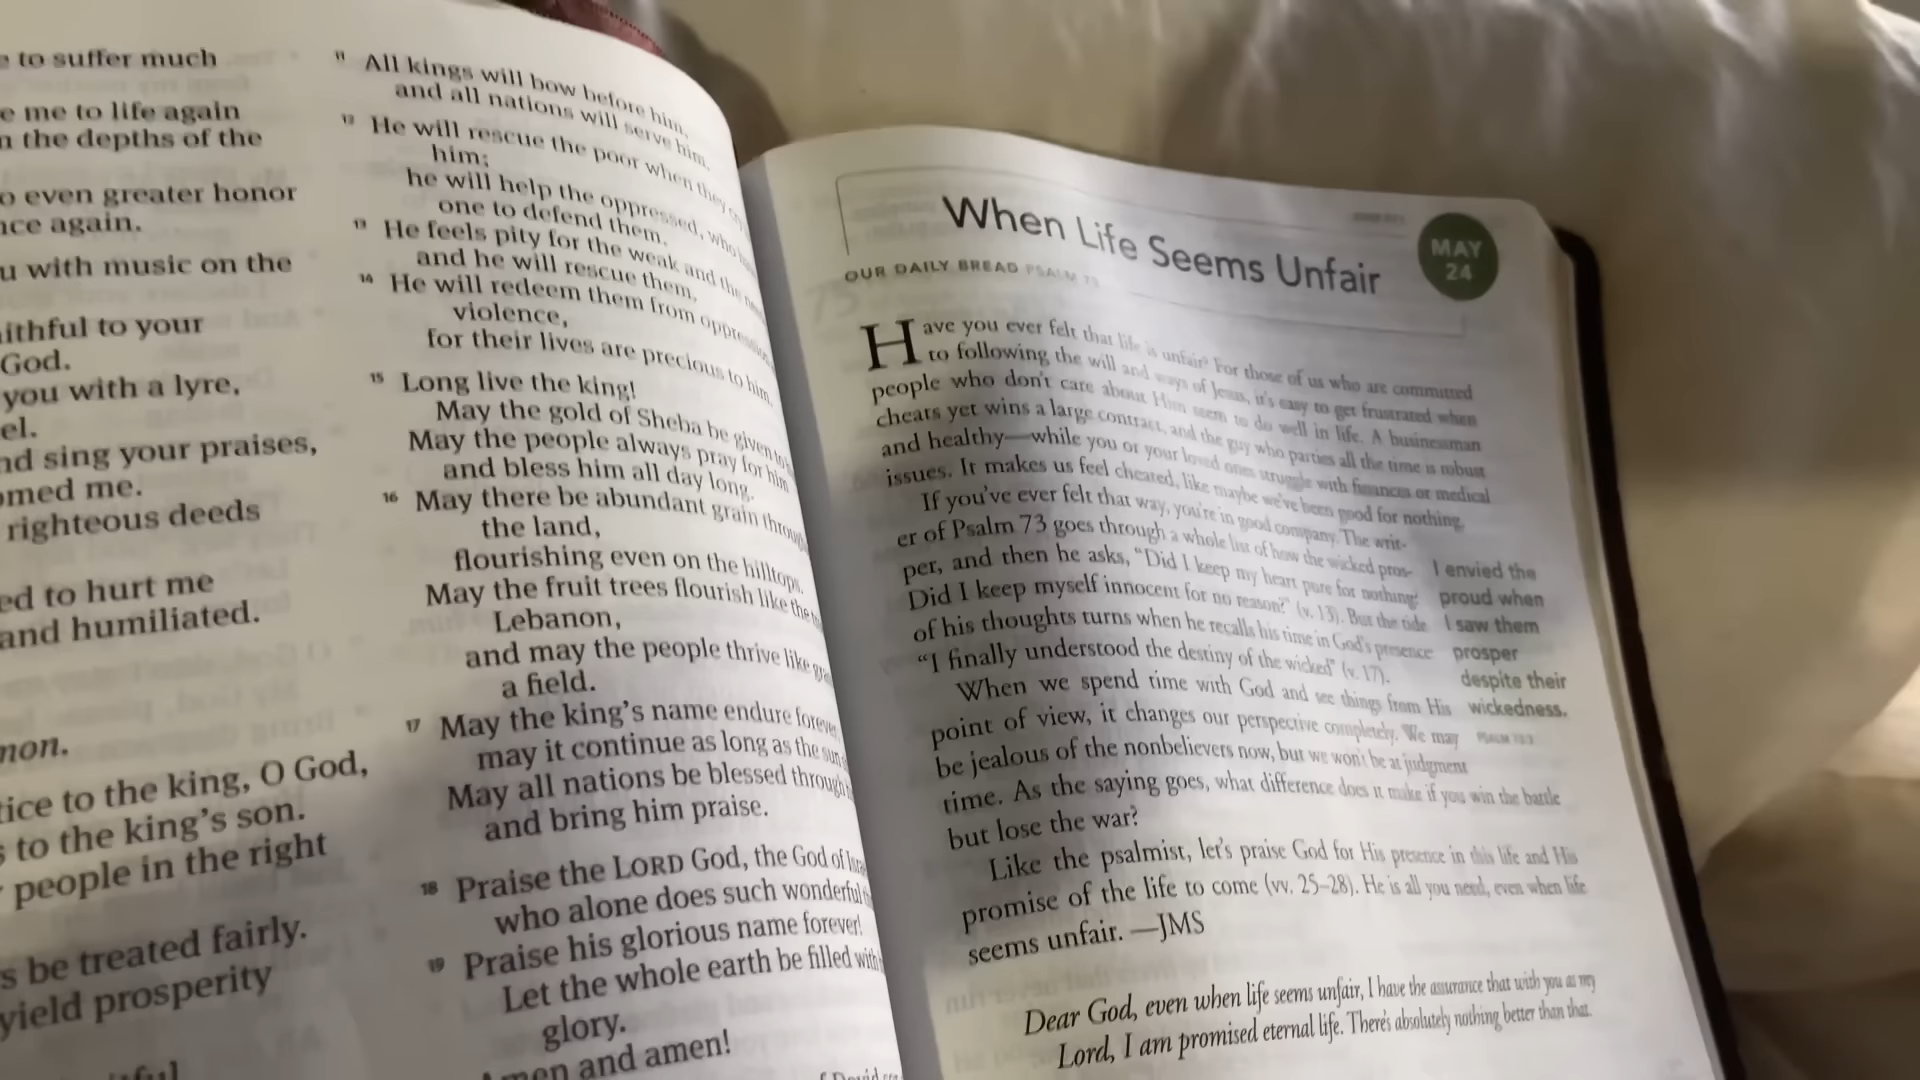 e to suffer much
e me to life again
n the depths of the
o even greater honor
nce again.
u with music on the
ithful to your
God.
you with a lyre,
el.
nd sing your praises,
omed me.
righteous deeds
ed to hurt me
and humiliated.
mon.
tice to the king, O God,
s to the king's son.
people in the right
s be treated fairly.
yield prosperity
11 All kings will bow before him,
and all nations will serve him.
12 He will rescue the poor when they
him;
he will help the oppressed, who
one to defend them.
13 He feels pity for the weak and the
and he will rescue them.
14 He will redeem them from oppression
violence,
for their lives are precious to him.
15 Long live the king!
May the gold of Sheba be given to
May the people always pray for him
and bless him all day long.
16 May there be abundant grain through
the land,
flourishing even on the hilltops.
May the fruit trees flourish like the
Lebanon,
and may the people thrive like
a field.
17 May the king's name endure forever
may it continue as long as the sun
May all nations be blessed through
and bring him praise.
18 Praise the LORD God, the God of
who alone does such wonderful
19 Praise his glorious name forever!
Let the whole earth be filled with
glory.
Amen and amen!
When Life Seems Unfair
MAY
24
OUR DAILY BREAD PSALM 73
Have you ever felt that life is unfair? For those of us who are committed
to following the will and ways of Jesus, it's easy to get frustrated when
people who don't care about Him seem to do well in life. A businessman
cheats yet wins a large contract, and the guy who parties all the time is robust
and healthy—while you or your loved ones struggle with finances or medical
issues. It makes us feel cheated, like maybe we've been good for nothing.
If you've ever felt that way, you're in good company. The writ-
er of Psalm 73 goes through a whole list of how the wicked pros-
per, and then he asks, "Did I keep my heart pure for nothing?
Did I keep myself innocent for no reason?" (v. 13). But the tide
of his thoughts turns when he recalls his time in God's presence
"I finally understood the destiny of the wicked" (v. 17).
When we spend time with God and see things from His
point of view, it changes our perspective completely. We may
be jealous of the nonbelievers now, but we won't be at judgment
time. As the saying goes, what difference does it make if you win the battle
but lose the war?
Like the psalmist, let's praise God for His presence in this life and His
promise of the life to come (vv. 25–28). He is all you need, even when life
seems unfair. —JMS
I envied the
proud when
I saw them
prosper
despite their
wickedness.
PSALM 73:3
Dear God, even when life seems unfair, I have the assurance that with you as my
Lord, I am promised eternal life. There's absolutely nothing better than that.